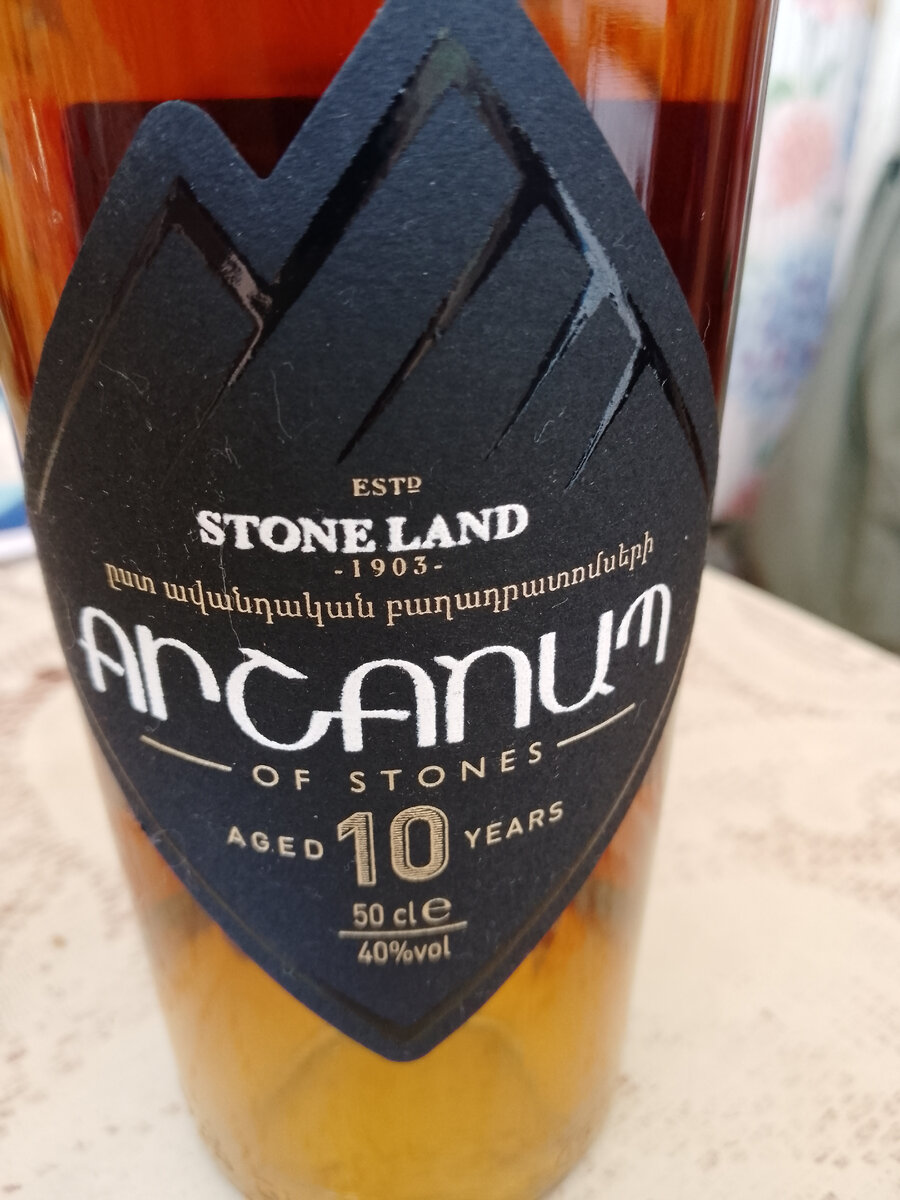 ESTD
STONE LAND
-1903-
ըստ ավանդական բաղադրատոմսերի
ARCANUM
OF STONES
AGED 10 YEARS
50 cl e
40%vol